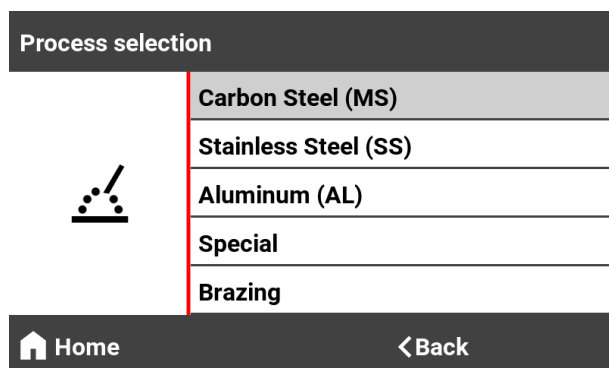 Process selection
Carbon Steel (MS)
Stainless Steel (SS)
Aluminum (AL)
Special
Brazing
Home
Back